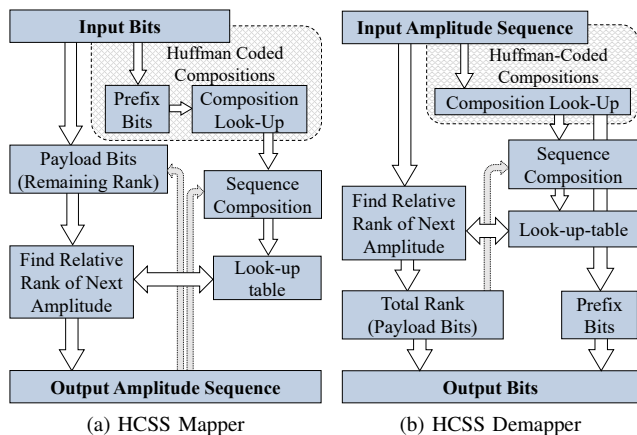 Input Bits
Huffman Coded
Compositions
Prefix
Bits
Composition
Look-Up
Payload Bits
(Remaining Rank)
Sequence
Composition
Find Relative
Rank of Next
Amplitude
Look-up
table
Output Amplitude Sequence
(a) HCSS Mapper
Input Amplitude Sequence
Huffman-Coded
Compositions
Composition Look-Up
Sequence
Composition
Find Relative
Rank of Next
Amplitude
Look-up-table
Total Rank
(Payload Bits)
Prefix
Bits
Output Bits
(b) HCSS Demapper